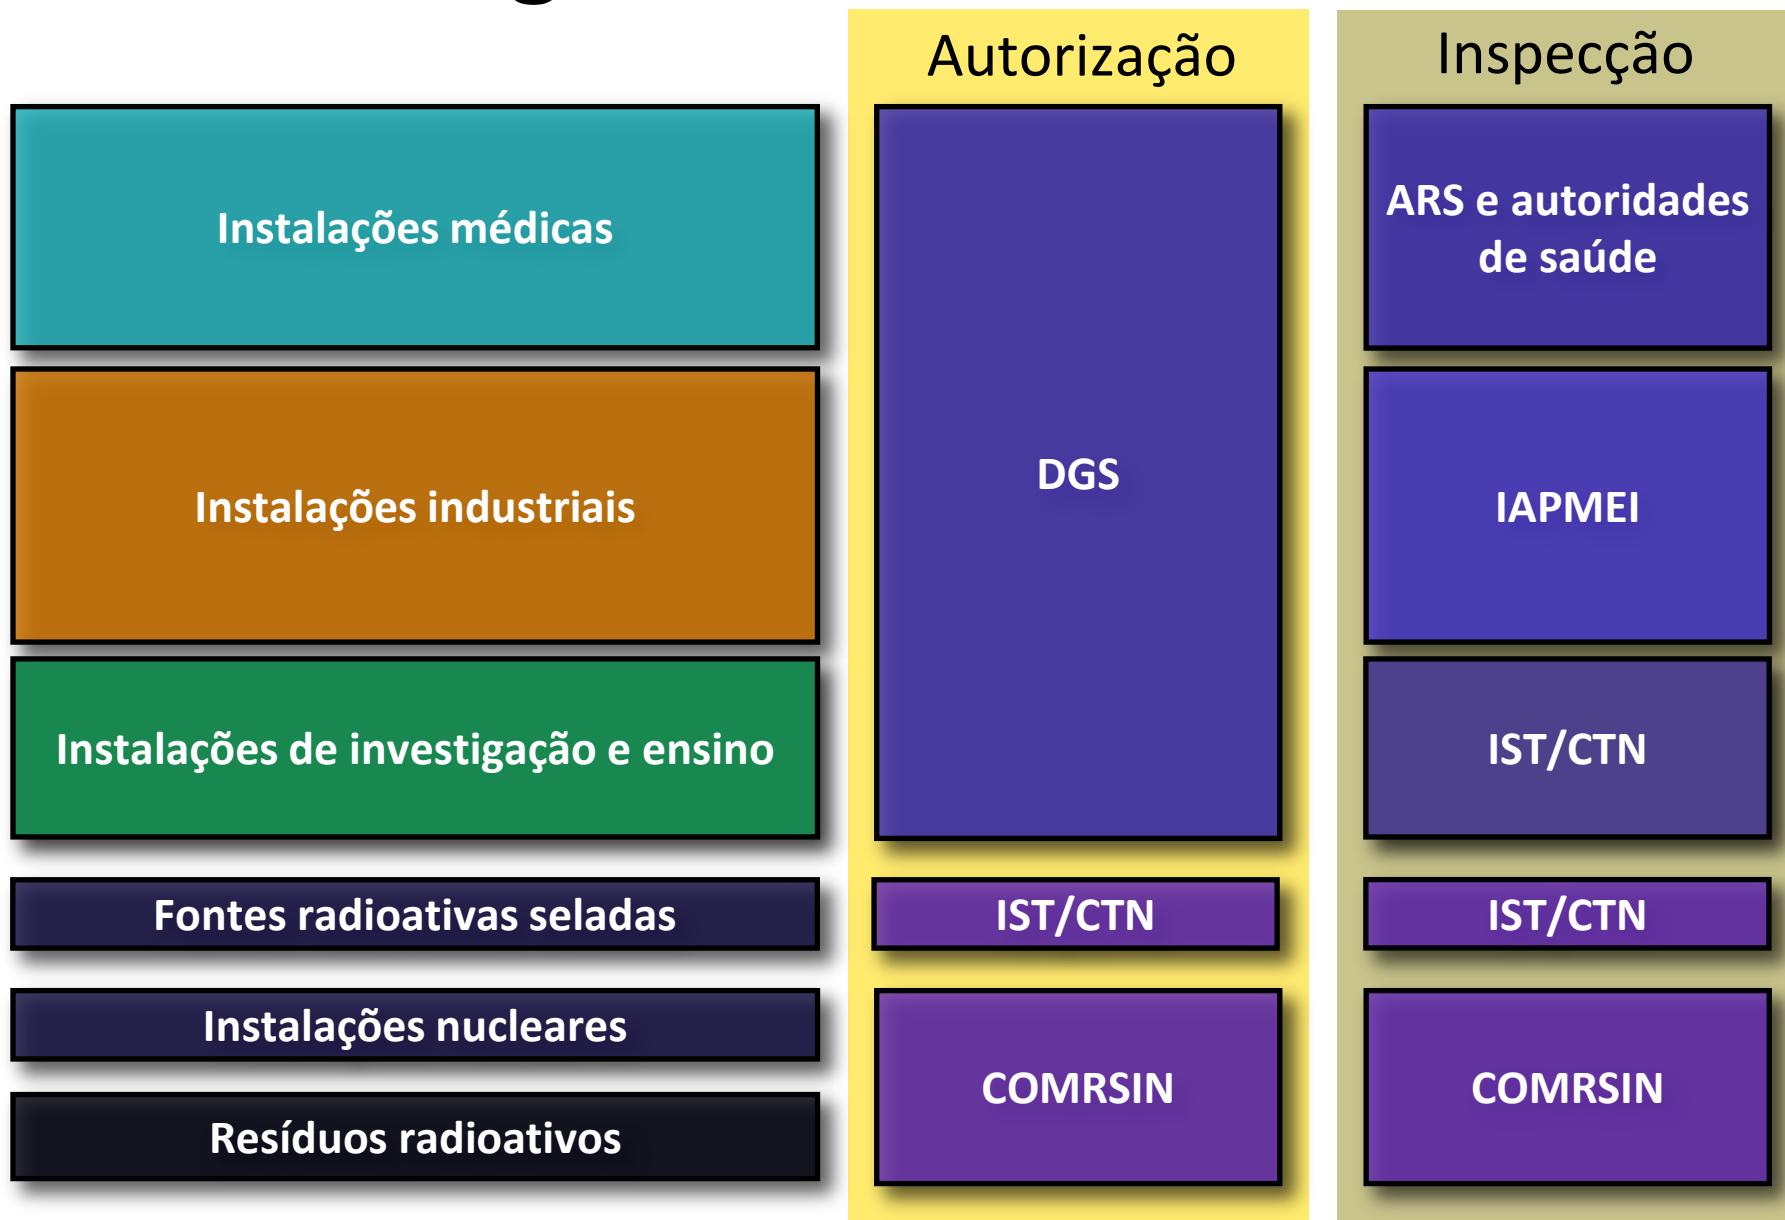 Autorização
Inspecção
Instalações médicas
ARS e autoridades
de saúde
Instalações industriais
DGS
IAPMEI
Instalações de investigação e ensino
IST/CTN
Fontes radioativas seladas
IST/CTN
IST/CTN
Instalações nucleares
COMRSIN
COMRSIN
Resíduos radioativos